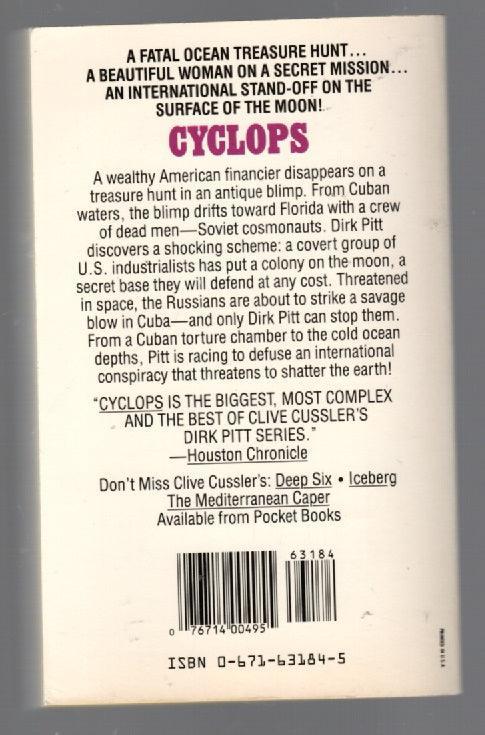 A FATAL OCEAN TREASURE HUNT...
A BEAUTIFUL WOMAN ON A SECRET MISSION...
AN INTERNATIONAL STAND-OFF ON THE
SURFACE OF THE MOON!
CYCLOPS
A wealthy American financier disappears on a
treasure hunt in an antique blimp. From Cuban
waters, the blimp drifts toward Florida with a crew
of dead men—Soviet cosmonauts. Dirk Pitt
discovers a shocking scheme: a covert group of
U.S. industrialists has put a colony on the moon, a
secret base they will defend at any cost. Threatened
in space, the Russians are about to strike a savage
blow in Cuba—and only Dirk Pitt can stop them.
From a Cuban torture chamber to the cold ocean
depths, Pitt is racing to defuse an international
conspiracy that threatens to shatter the earth!
"CYCLOPS IS THE BIGGEST, MOST COMPLEX
AND THE BEST OF CLIVE CUSSLER'S
DIRK PITT SERIES."
—Houston Chronicle
Don't Miss Clive Cussler's: Deep Six • Iceberg
The Mediterranean Caper
Available from Pocket Books
63184
0 76714 00495
ISBN 0-671-63184-5
PRINTED IN U.S.A.